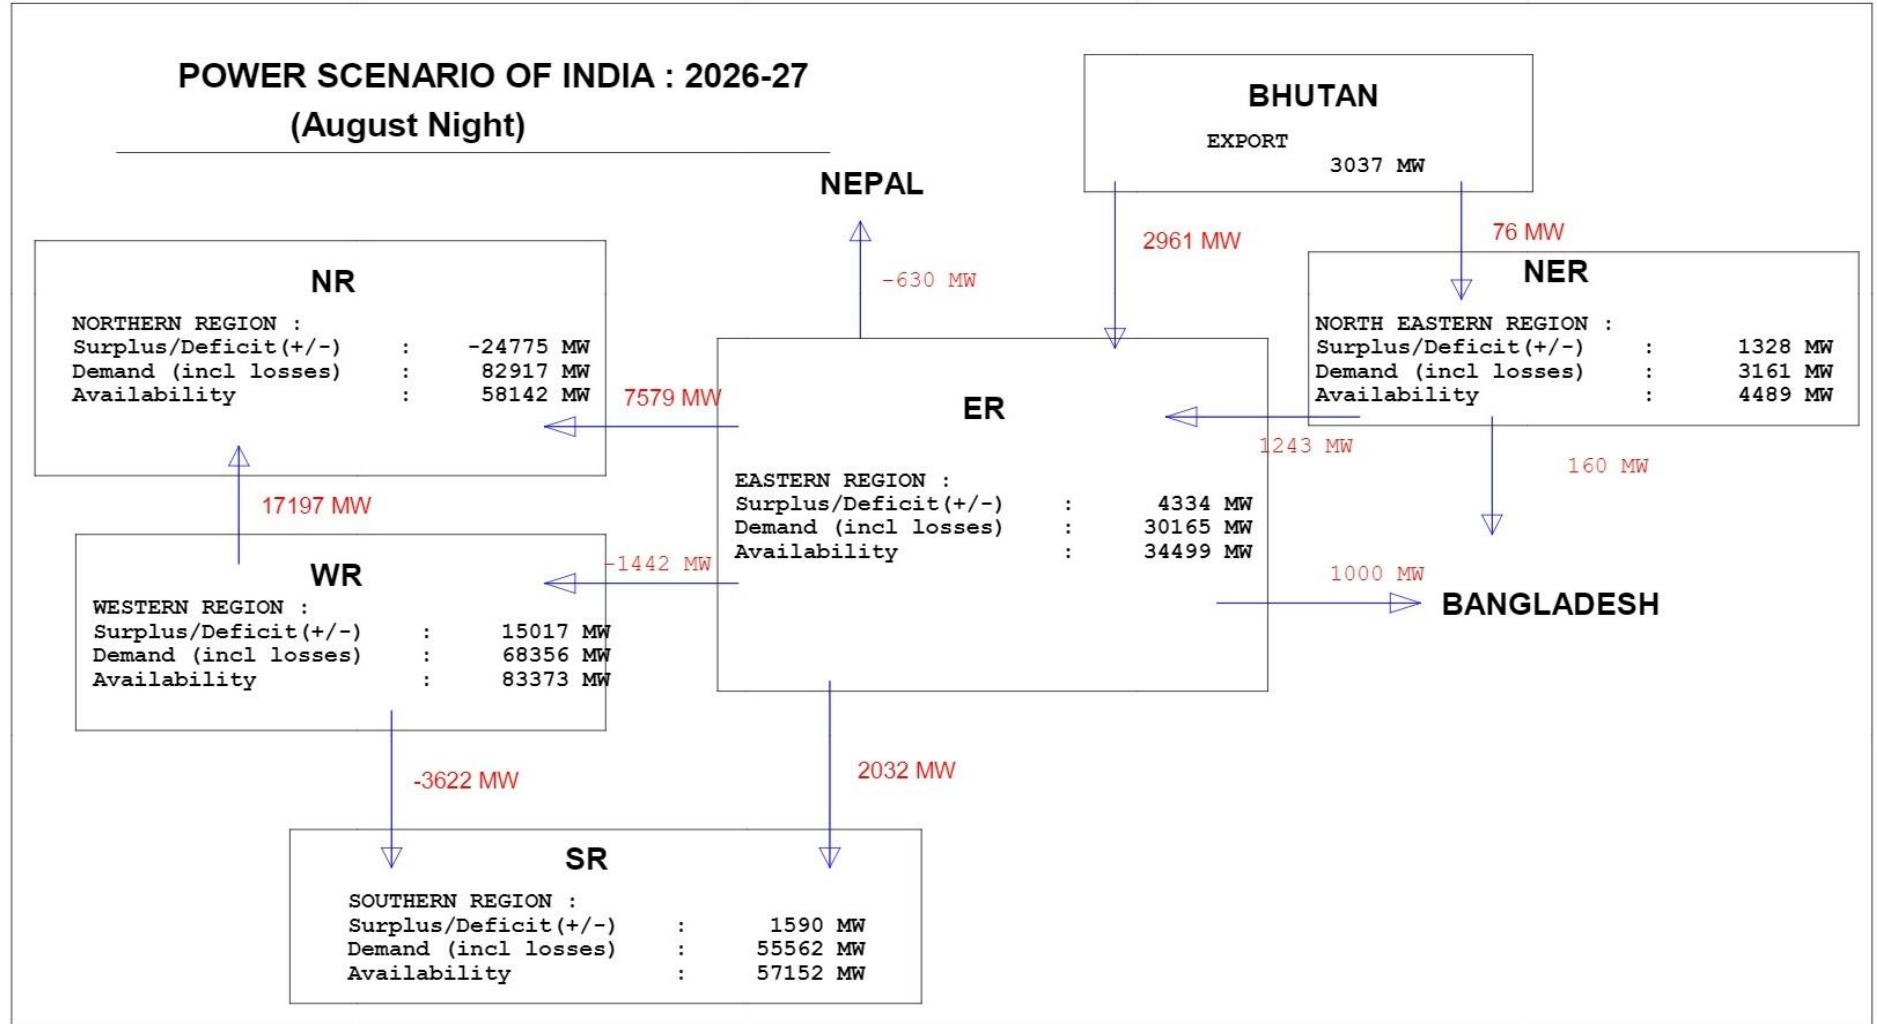 POWER SCENARIO OF INDIA : 2026-27
(August Night)
BHUTAN
EXPORT
3037 MW
NEPAL
-630 MW
2961 MW
76 MW
NR
NORTHERN REGION :
Surplus/Deficit(+/-) : -24775 MW
Demand (incl losses) : 82917 MW
Availability : 58142 MW
7579 MW
17197 MW
NER
NORTH EASTERN REGION :
Surplus/Deficit(+/-) : 1328 MW
Demand (incl losses) : 3161 MW
Availability : 4489 MW
1243 MW
160 MW
ER
EASTERN REGION :
Surplus/Deficit(+/-) : 4334 MW
Demand (incl losses) : 30165 MW
Availability : 34499 MW
-1442 MW
1000 MW
BANGLADESH
WR
WESTERN REGION :
Surplus/Deficit(+/-) : 15017 MW
Demand (incl losses) : 68356 MW
Availability : 83373 MW
-3622 MW
2032 MW
SR
SOUTHERN REGION :
Surplus/Deficit(+/-) : 1590 MW
Demand (incl losses) : 55562 MW
Availability : 57152 MW